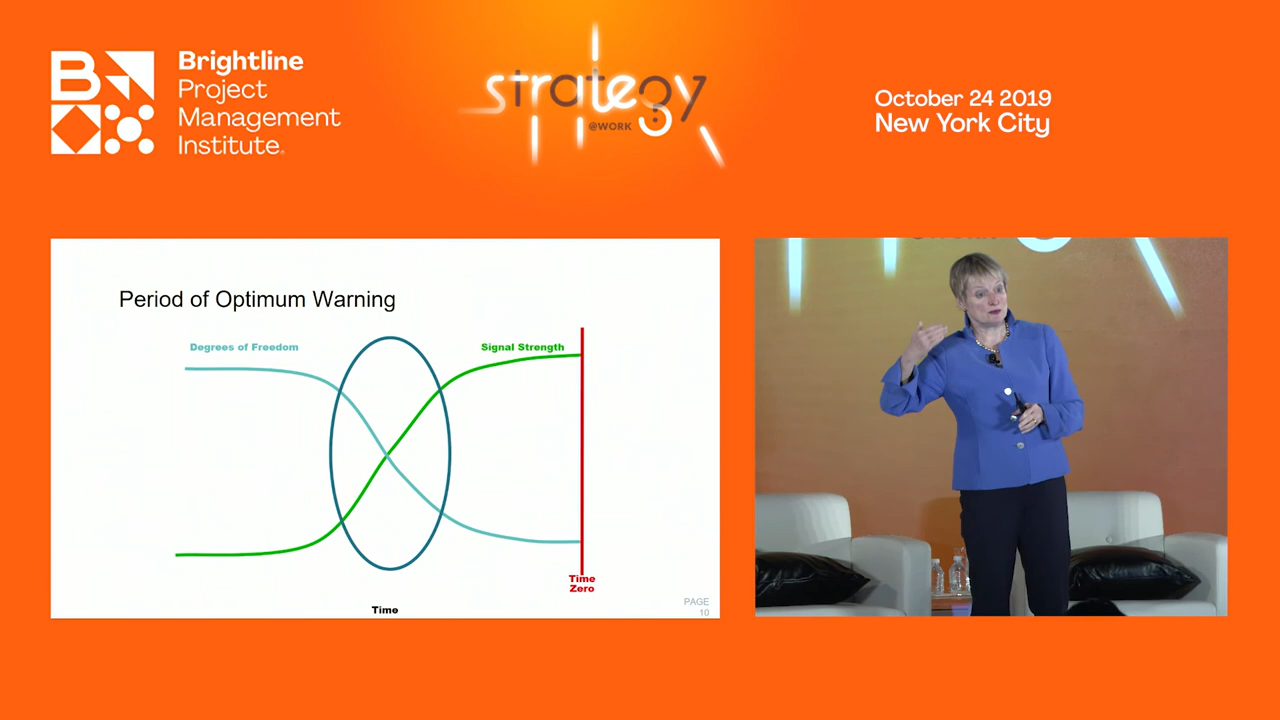 Brightline
Project
Management
Institute.
strategy
@WORK
October 24 2019
New York City
Period of Optimum Warning
Degrees of Freedom
Signal Strength
Time
Zero
Time
PAGE
10